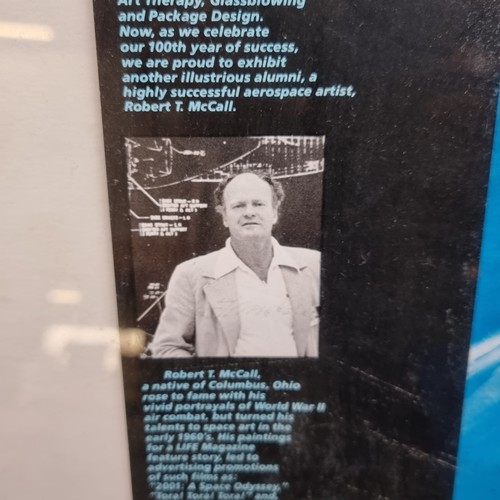 Art Therapy, Glassblowing
and Package Design.
Now, as we celebrate
our 100th year of success,
we are proud to exhibit
another illustrious alumni, a
highly successful aerospace artist,
Robert T. McCall.
Robert T. McCall,
a native of Columbus, Ohio
rose to fame with his
vivid portrayals of World War II
air combat, but turned his
talents to space art in the
early 1960's. His paintings
for a LIFE Magazine
feature story, led to
advertising promotions
of such films as:
"2001: A Space Odyssey,"
"Tora! Tora! Tora!" and,